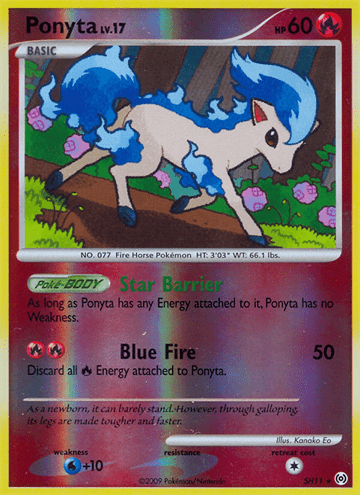 Ponyta LV.17 HP 60
BASIC
NO. 077 Fire Horse Pokémon HT: 3'03" WT: 66.1 lbs.
Poké-BODY Star Barrier
As long as Ponyta has any Energy attached to it, Ponyta has no
Weakness.
Blue Fire 50
Discard all Energy attached to Ponyta.
As a newborn, it can barely stand. However, through galloping,
its legs are made tougher and faster.
Illus. Kanako Eo
weakness resistance retreat cost
+10
©2009 Pokémon/Nintendo SH11 ★